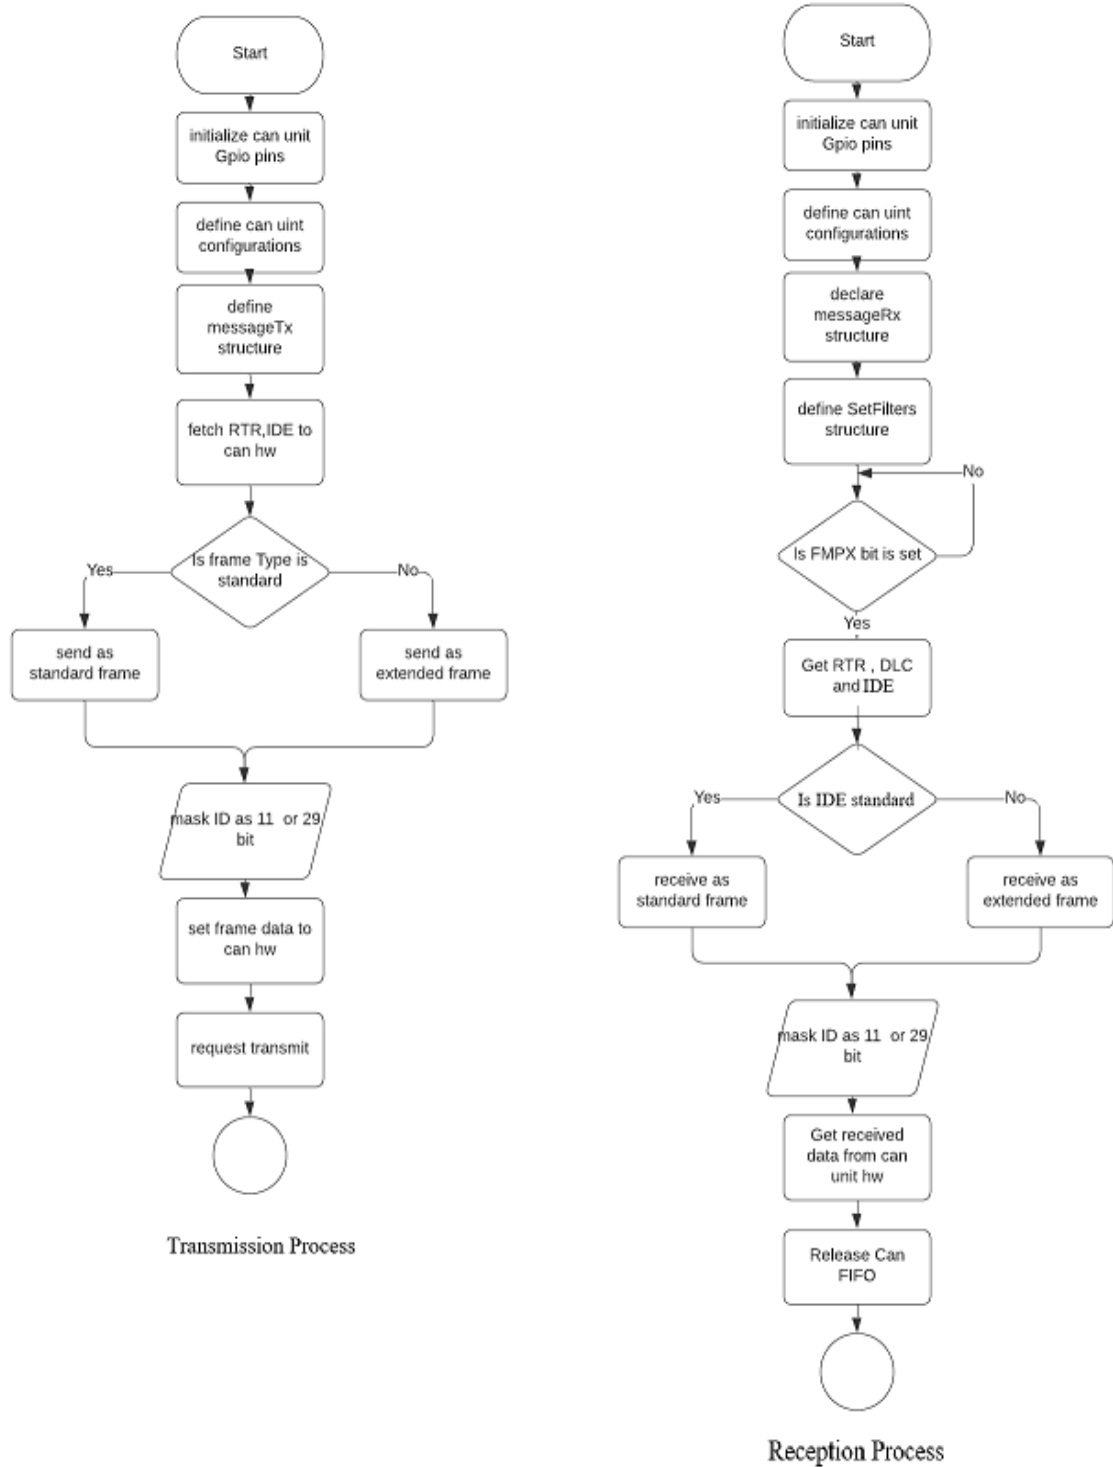 Start
initialize can unit
Gpio pins
define can uint
configurations
define
messageTx
structure
fetch RTR,IDE to
can hw
Is frame Type is
standard
Yes
No
send as
standard frame
send as
extended frame
mask ID as 11 or 29
bit
set frame data to
can hw
request transmit
Transmission Process
Start
initialize can unit
Gpio pins
define can uint
configurations
declare
messageRx
structure
define SetFilters
structure
No
Is FMPX bit is set
Yes
Get RTR , DLC
and IDE
Is IDE standard
Yes
No
receive as
standard frame
receive as
extended frame
mask ID as 11 or 29
bit
Get received
data from can
unit hw
Release Can
FIFO
Reception Process